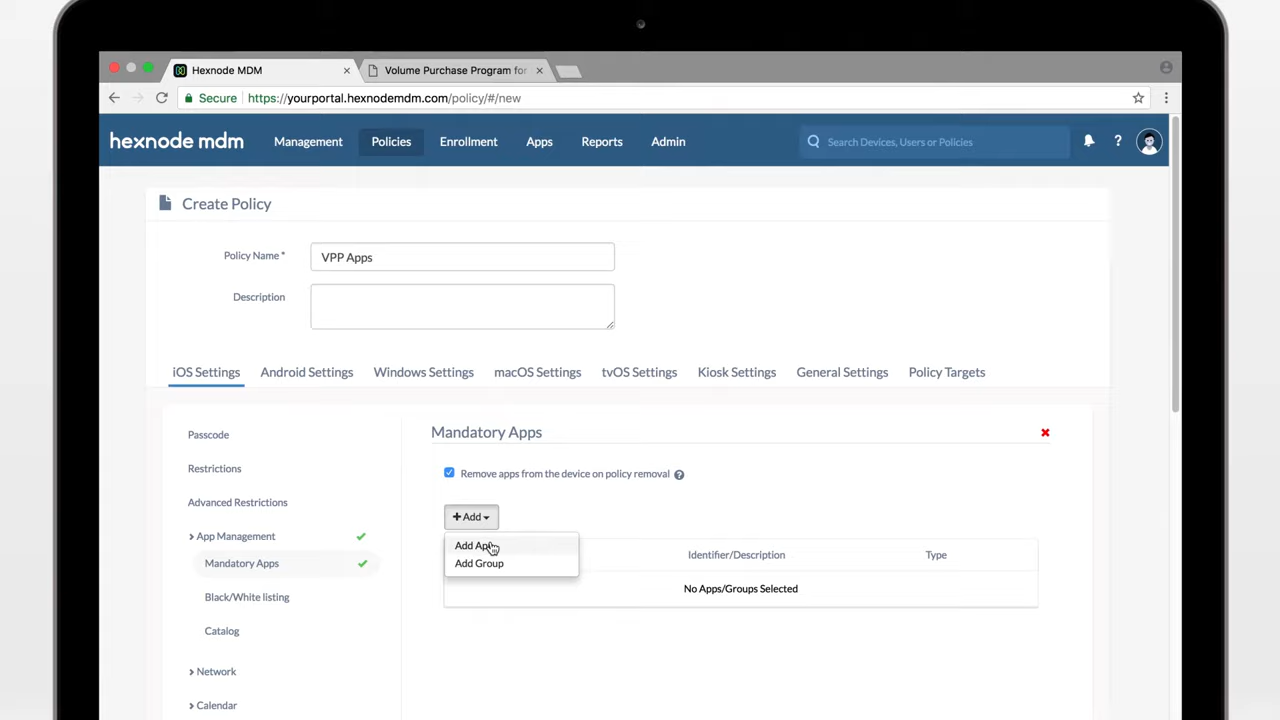 Hexnode MDM
Volume Purchase Program for
Secure
https://yourportal.hexnodemdm.com/policy/#/new
hexnode mdm
Management
Policies
Enrollment
Apps
Reports
Admin
Search Devices, Users or Policies
?
Create Policy
Policy Name *
VPP Apps
Description
iOS Settings
Android Settings
Windows Settings
macOS Settings
tvOS Settings
Kiosk Settings
General Settings
Policy Targets
Passcode
Restrictions
Advanced Restrictions
App Management
Mandatory Apps
Black/White listing
Catalog
Network
Calendar
Mandatory Apps
Remove apps from the device on policy removal ?
+ Add
Add App
Add Group
Identifier/Description
Type
No Apps/Groups Selected